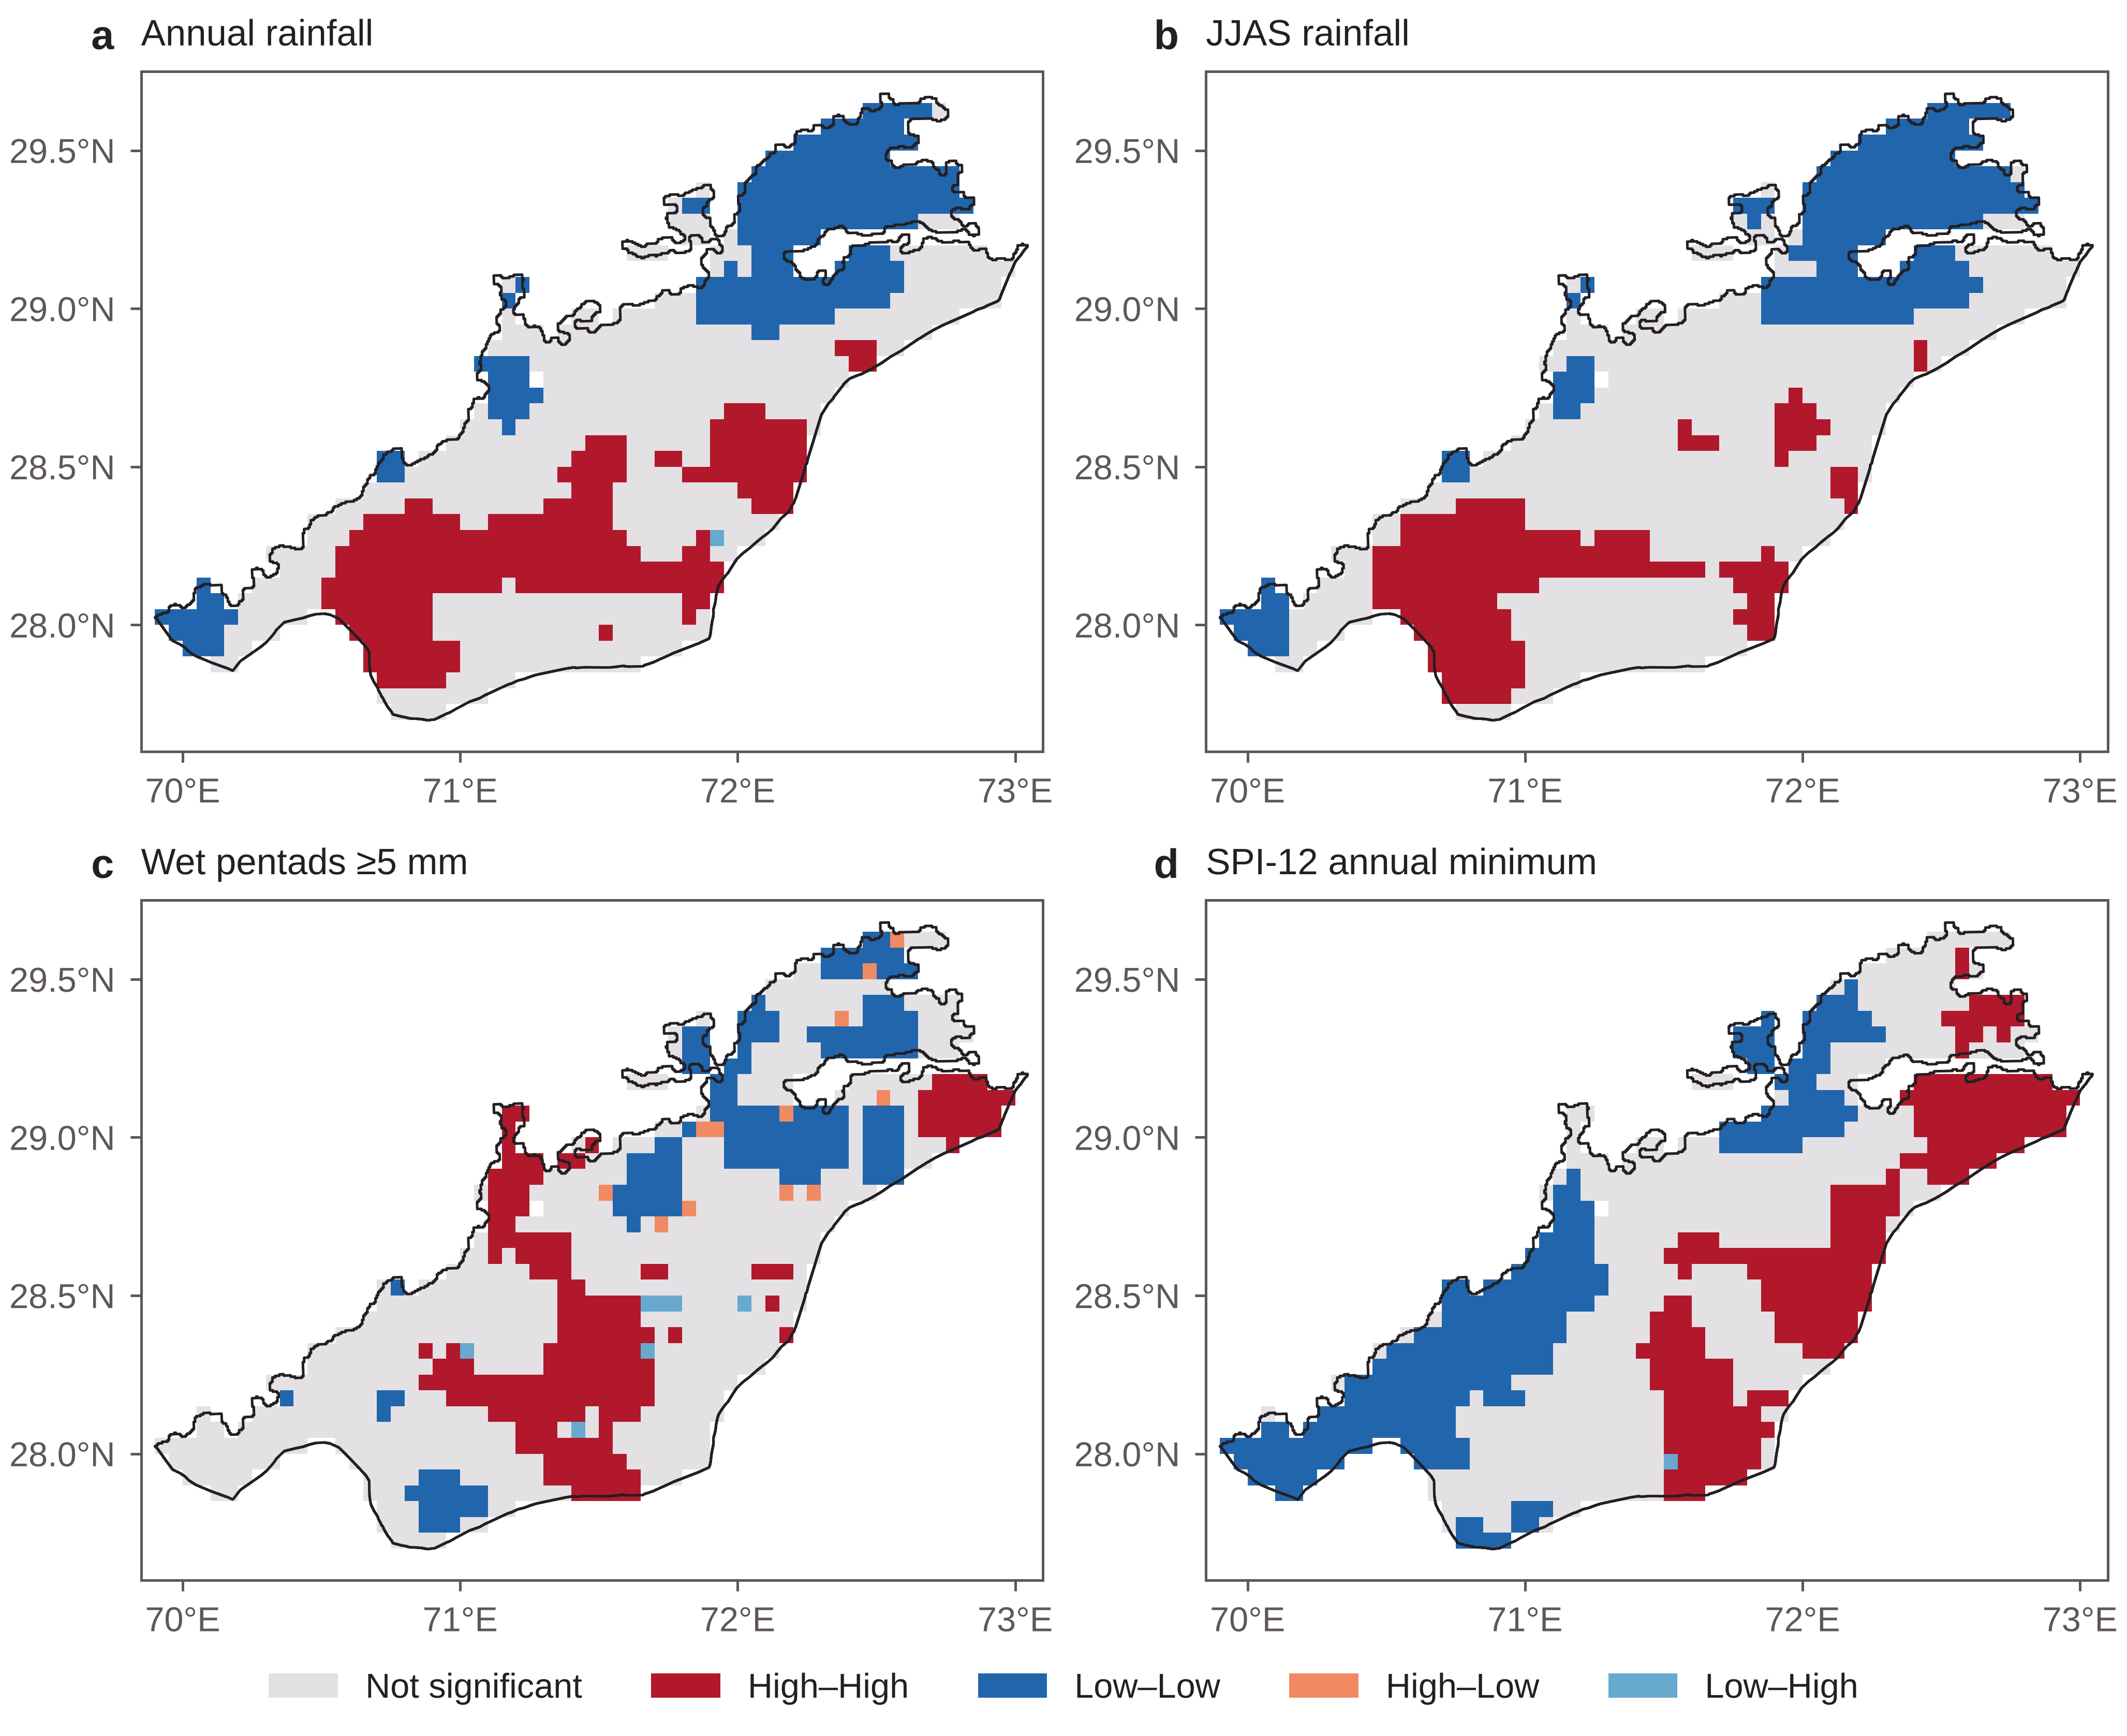 a Annual rainfall
b JJAS rainfall
29.5°N
29.0°N
28.5°N
28.0°N
70°E 71°E 72°E 73°E
29.5°N
29.0°N
28.5°N
28.0°N
70°E 71°E 72°E 73°E
c Wet pentads ≥5 mm
d SPI-12 annual minimum
29.5°N
29.0°N
28.5°N
28.0°N
70°E 71°E 72°E 73°E
29.5°N
29.0°N
28.5°N
28.0°N
70°E 71°E 72°E 73°E
Not significant High–High Low–Low High–Low Low–High